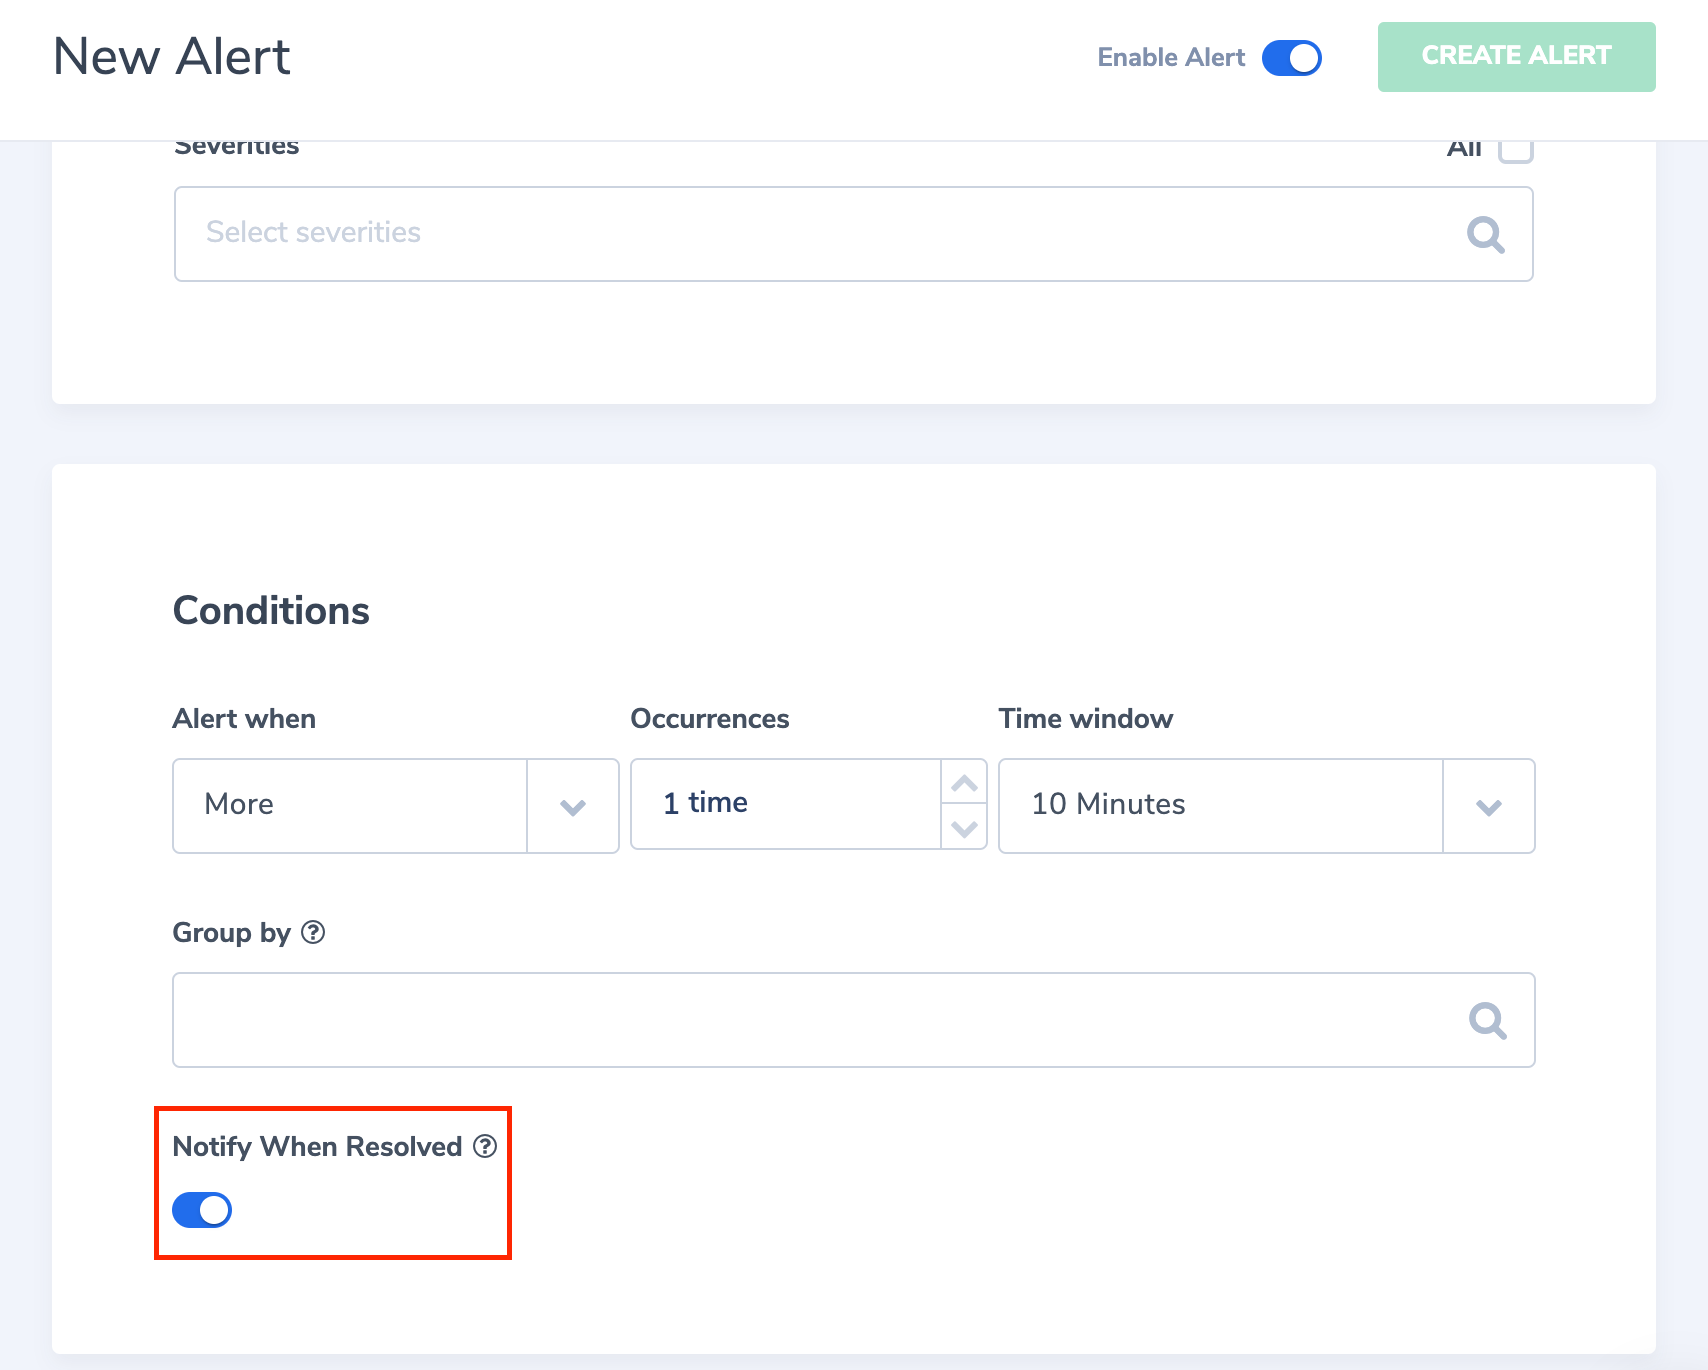 New Alert
Enable Alert
CREATE ALERT
Severities
All
Select severities
Conditions
Alert when
Occurrences
Time window
More
1 time
10 Minutes
Group by ?
Notify When Resolved ?